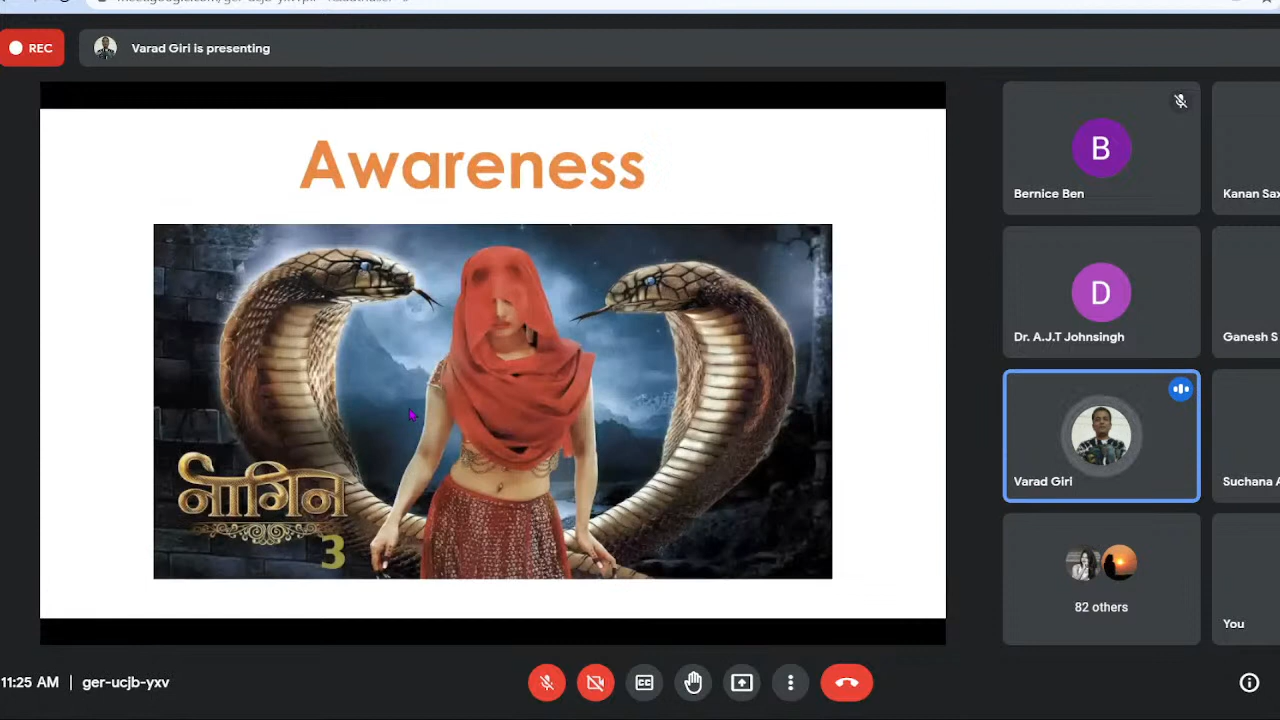 REC
Varad Giri is presenting
Awareness
नागिन
3
B
Bernice Ben
Kanan Sax
D
Dr. A.J.T Johnsingh
Ganesh S
Varad Giri
Suchana A
82 others
You
11:25 AM | ger-ucjb-yxv
CC